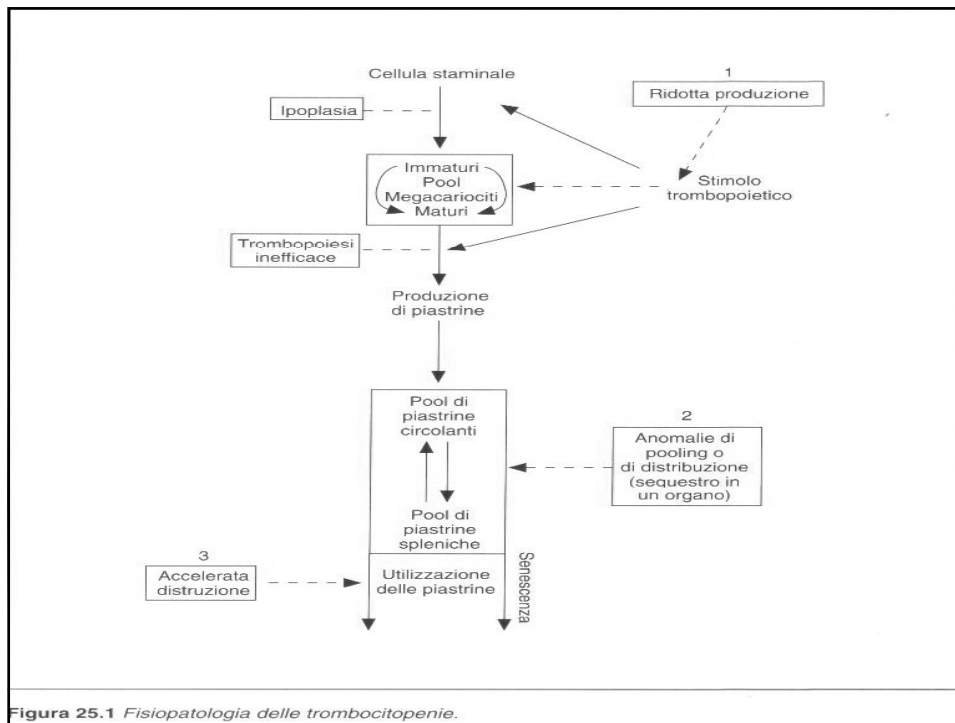 Cellula staminale
1
Ridotta produzione
Ipoplasia
Immaturi
Pool
Megacariociti
Maturi
Stimolo
trombopoietico
Trombopoiesi
inefficace
Produzione
di piastrine
Pool di
piastrine
circolanti
2
Anomalie di
pooling o
di distribuzione
(sequestro in
un organo)
Pool di
piastrine
spleniche
3
Accelerata
distruzione
Utilizzazione
delle piastrine
Senescenza
Figura 25.1 Fisiopatologia delle trombocitopenie.